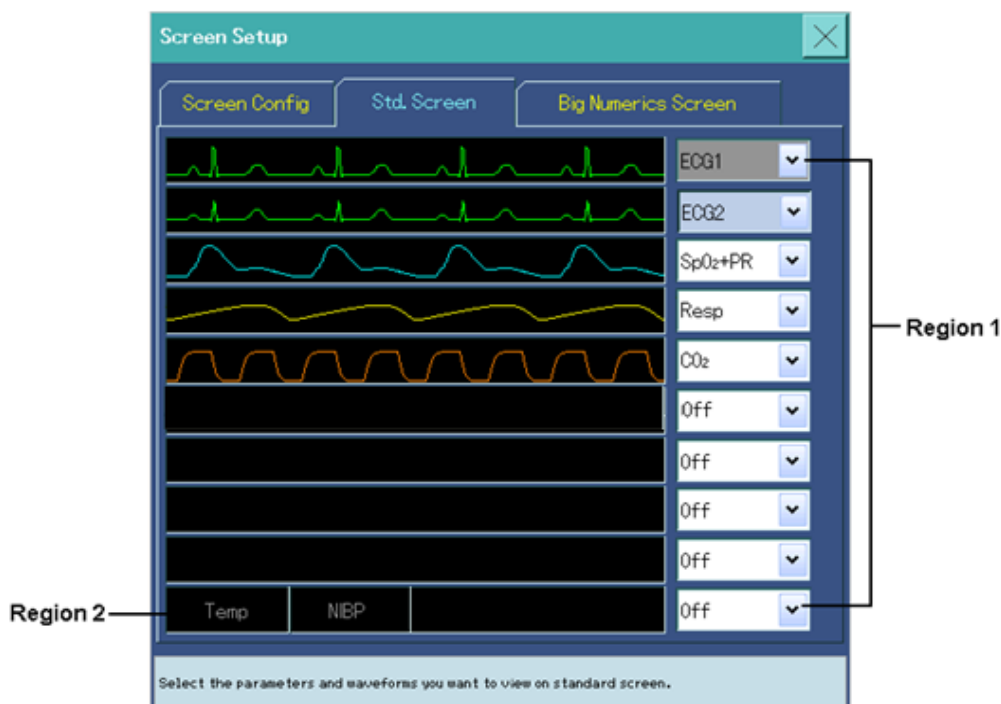 Screen Setup
Screen Config
Std. Screen
Big Numerics Screen
ECG1
ECG2
SpO₂+PR
Resp
CO₂
Off
Off
Off
Off
Off
Region 1
Region 2
Temp
NIBP
Select the parameters and waveforms you want to view on standard screen.